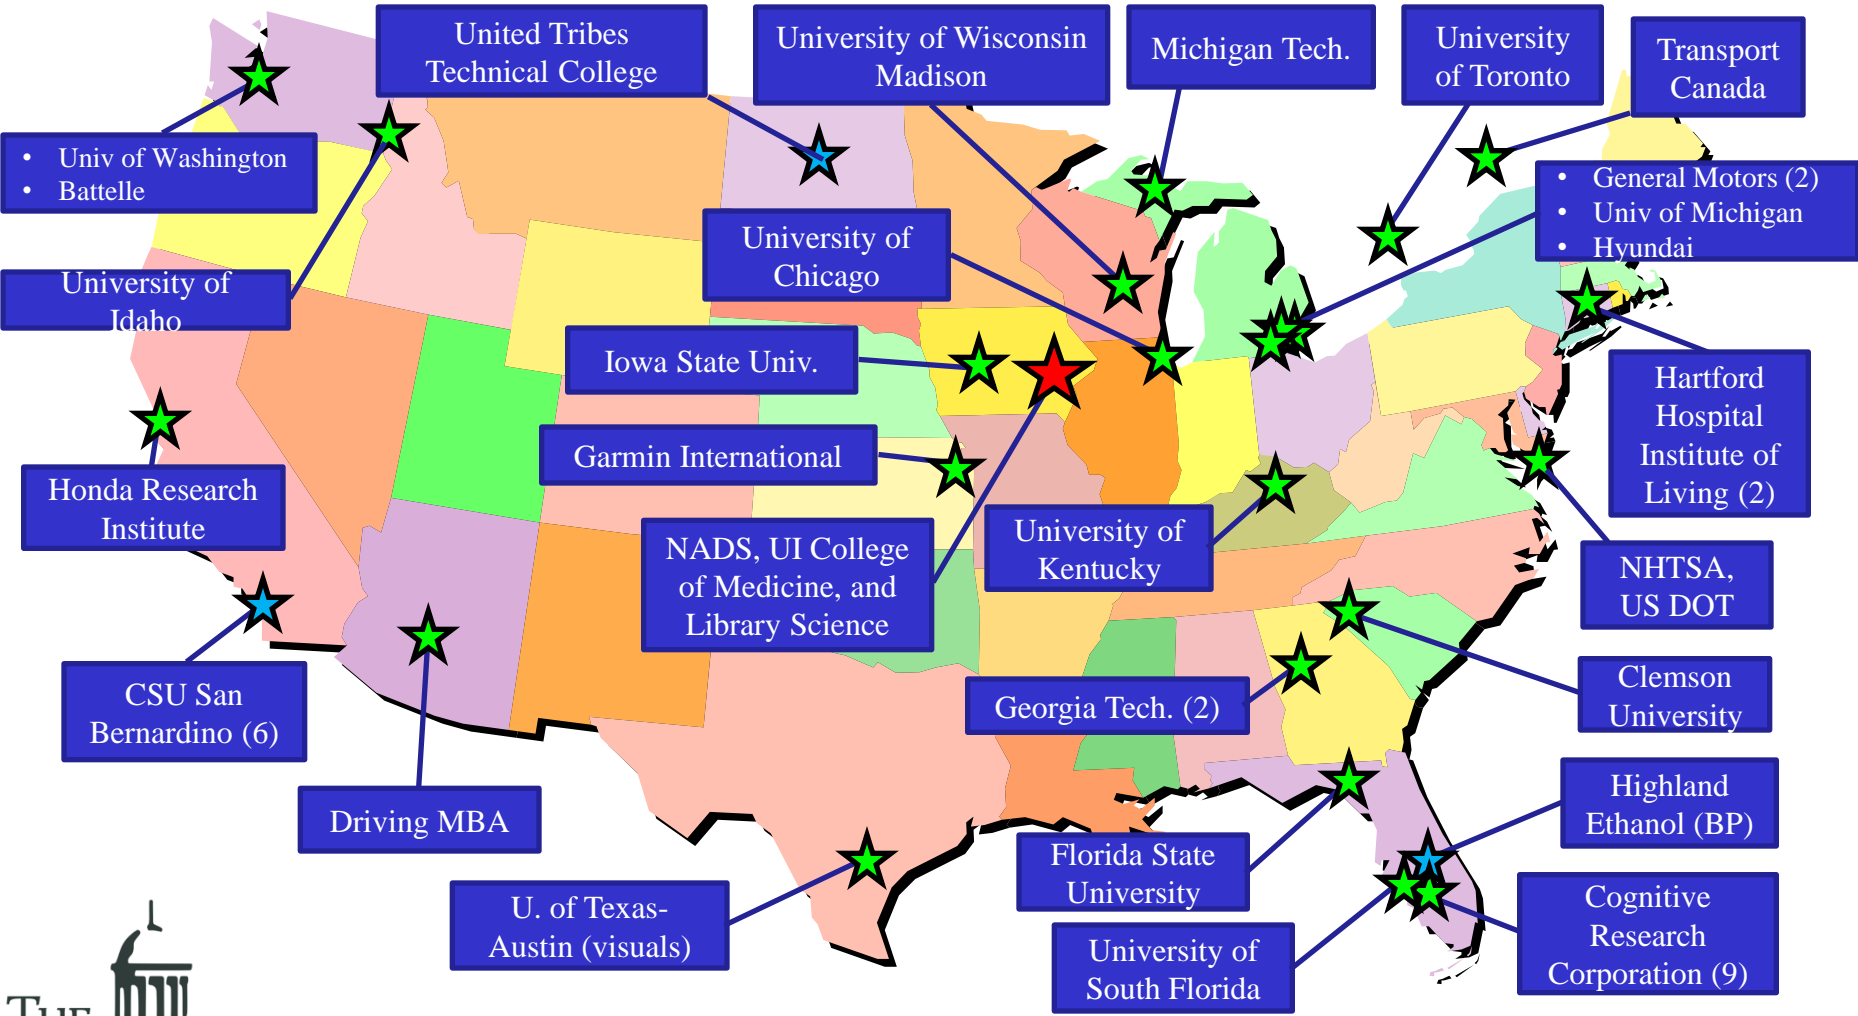 United Tribes
Technical College
University of Wisconsin
Madison
Michigan Tech.
University
of Toronto
Transport
Canada
• Univ of Washington
• Battelle
• General Motors (2)
• Univ of Michigan
• Hyundai
University of
Idaho
University of
Chicago
Iowa State Univ.
Hartford
Hospital
Institute of
Living (2)
Garmin International
Honda Research
Institute
NADS, UI College
of Medicine, and
Library Science
University of
Kentucky
NHTSA,
US DOT
CSU San
Bernardino (6)
Georgia Tech. (2)
Clemson
University
Driving MBA
Highland
Ethanol (BP)
Florida State
University
U. of Texas-
Austin (visuals)
Cognitive
Research
Corporation (9)
University of
South Florida
THE